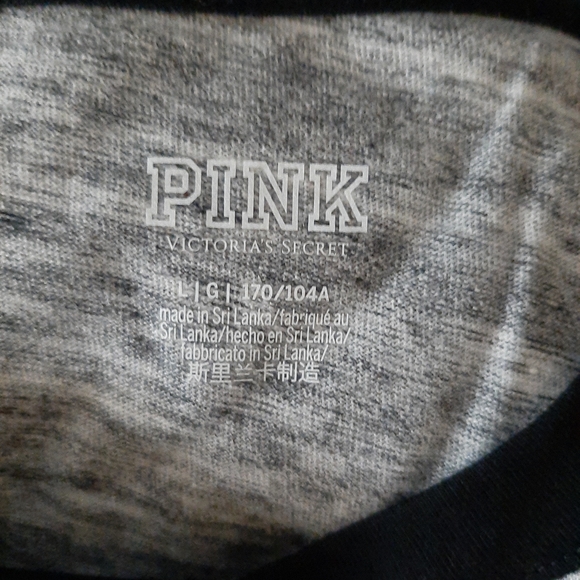 PINK
VICTORIA'S SECRET
L | G | 170/104A
made in Sri Lanka/fabriqué au
Sri Lanka/hecho en Sri Lanka/
fabbricato in Sri Lanka/
斯里兰卡制造